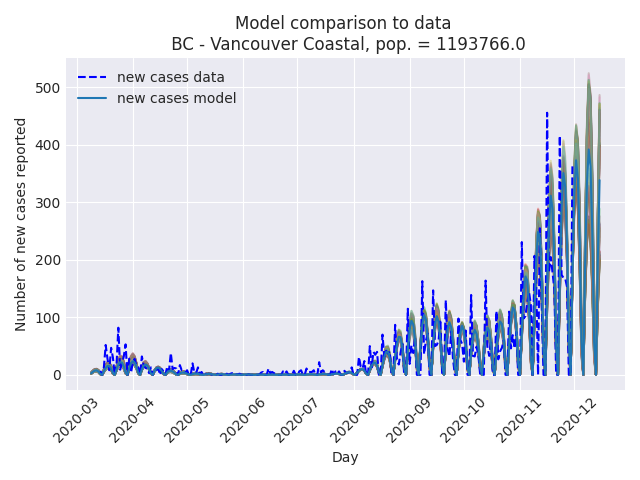 Model comparison to data
BC - Vancouver Coastal, pop. = 1193766.0
new cases data
new cases model
Number of new cases reported
500
400
300
200
100
0
2020-03
2020-04
2020-05
2020-06
2020-07
2020-08
2020-09
2020-10
2020-11
2020-12
Day